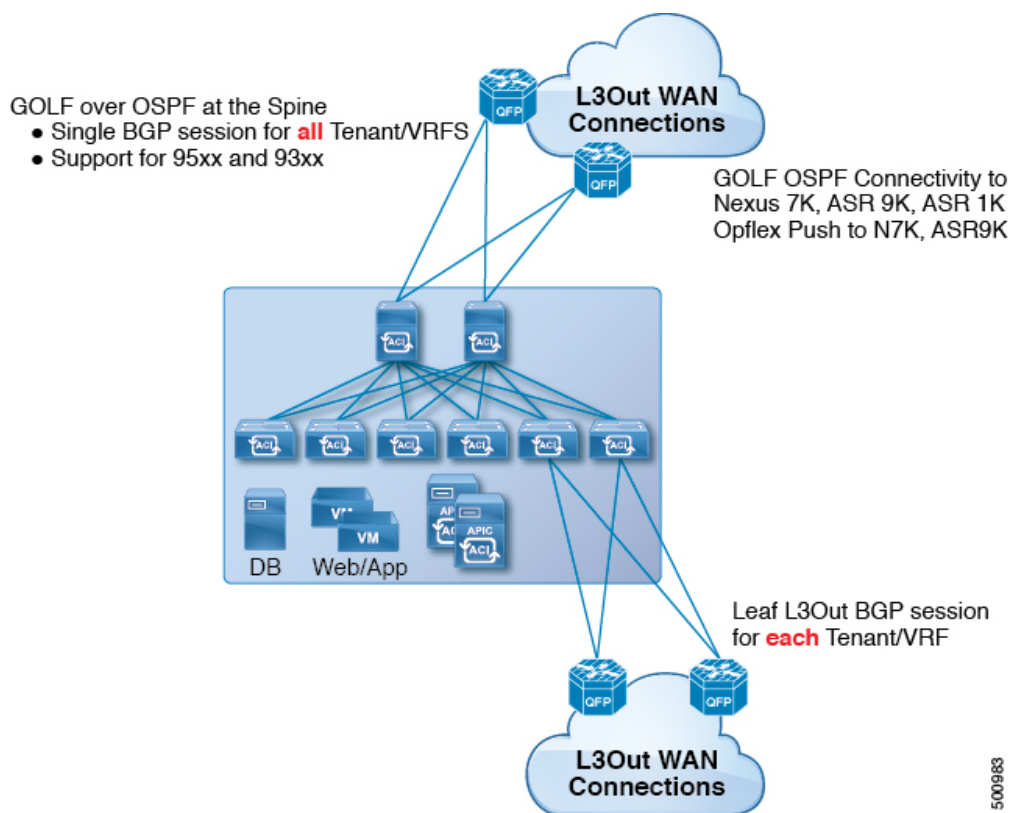 L3Out WAN
Connections
QFP
GOLF over OSPF at the Spine
• Single BGP session for all Tenant/VRFS
• Support for 95xx and 93xx
QFP
GOLF OSPF Connectivity to
Nexus 7K, ASR 9K, ASR 1K
Opflex Push to N7K, ASR9K
ACI
ACI
ACI
ACI
ACI
ACI
ACI
ACI
VM
VM
AP
AC
APIC
ACI
DB
Web/App
Leaf L3Out BGP session
for each Tenant/VRF
QFP
QFP
L3Out WAN
Connections
500983